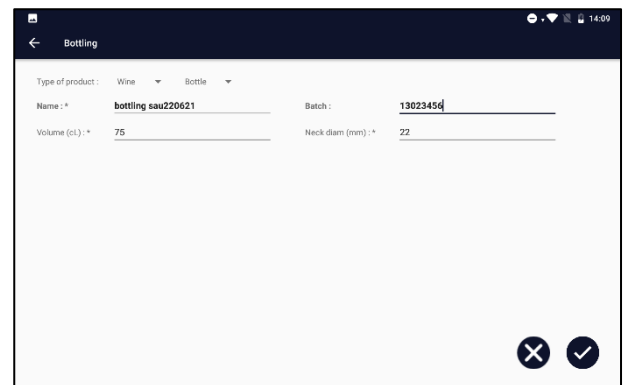 14:09
Bottling
Type of product : Wine Bottle
Name : * bottling sau220621 Batch : 13023456
Volume (cl.) : * 75 Neck diam (mm) : * 22